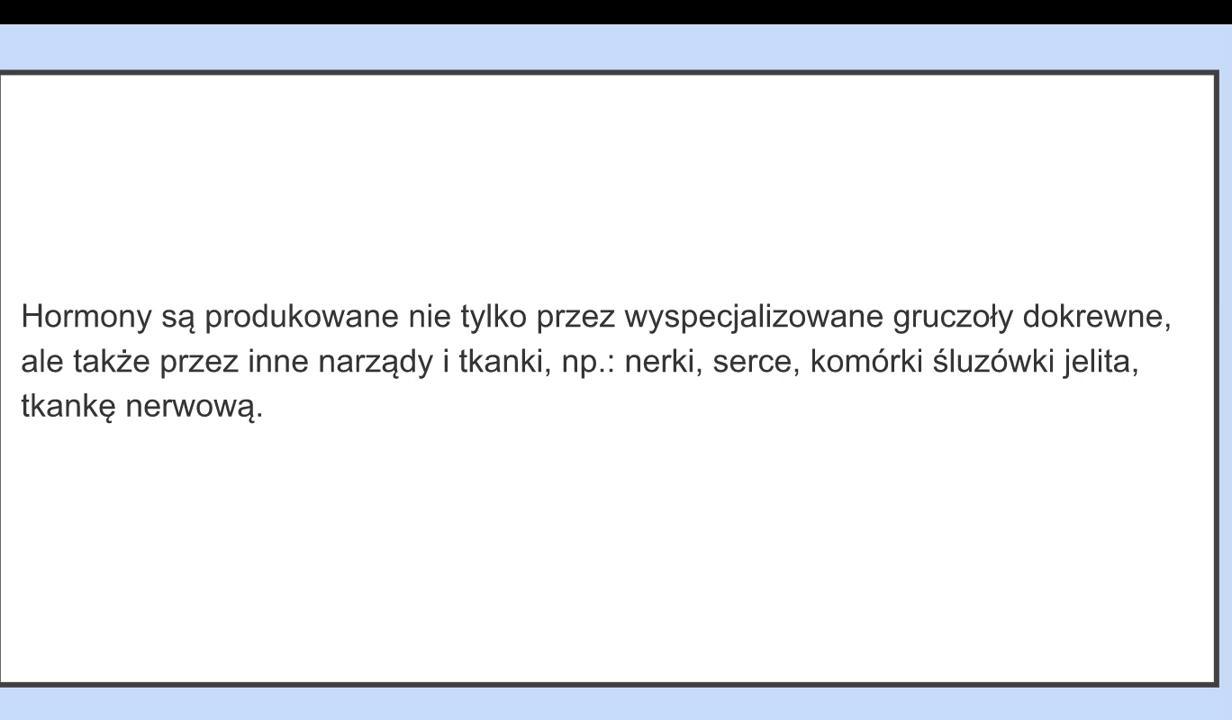 Hormony są produkowane nie tylko przez wyspecjalizowane gruczoły dokrewne,
ale także przez inne narządy i tkanki, np.: nerki, serce, komórki śluzówki jelita,
tkankę nerwową.